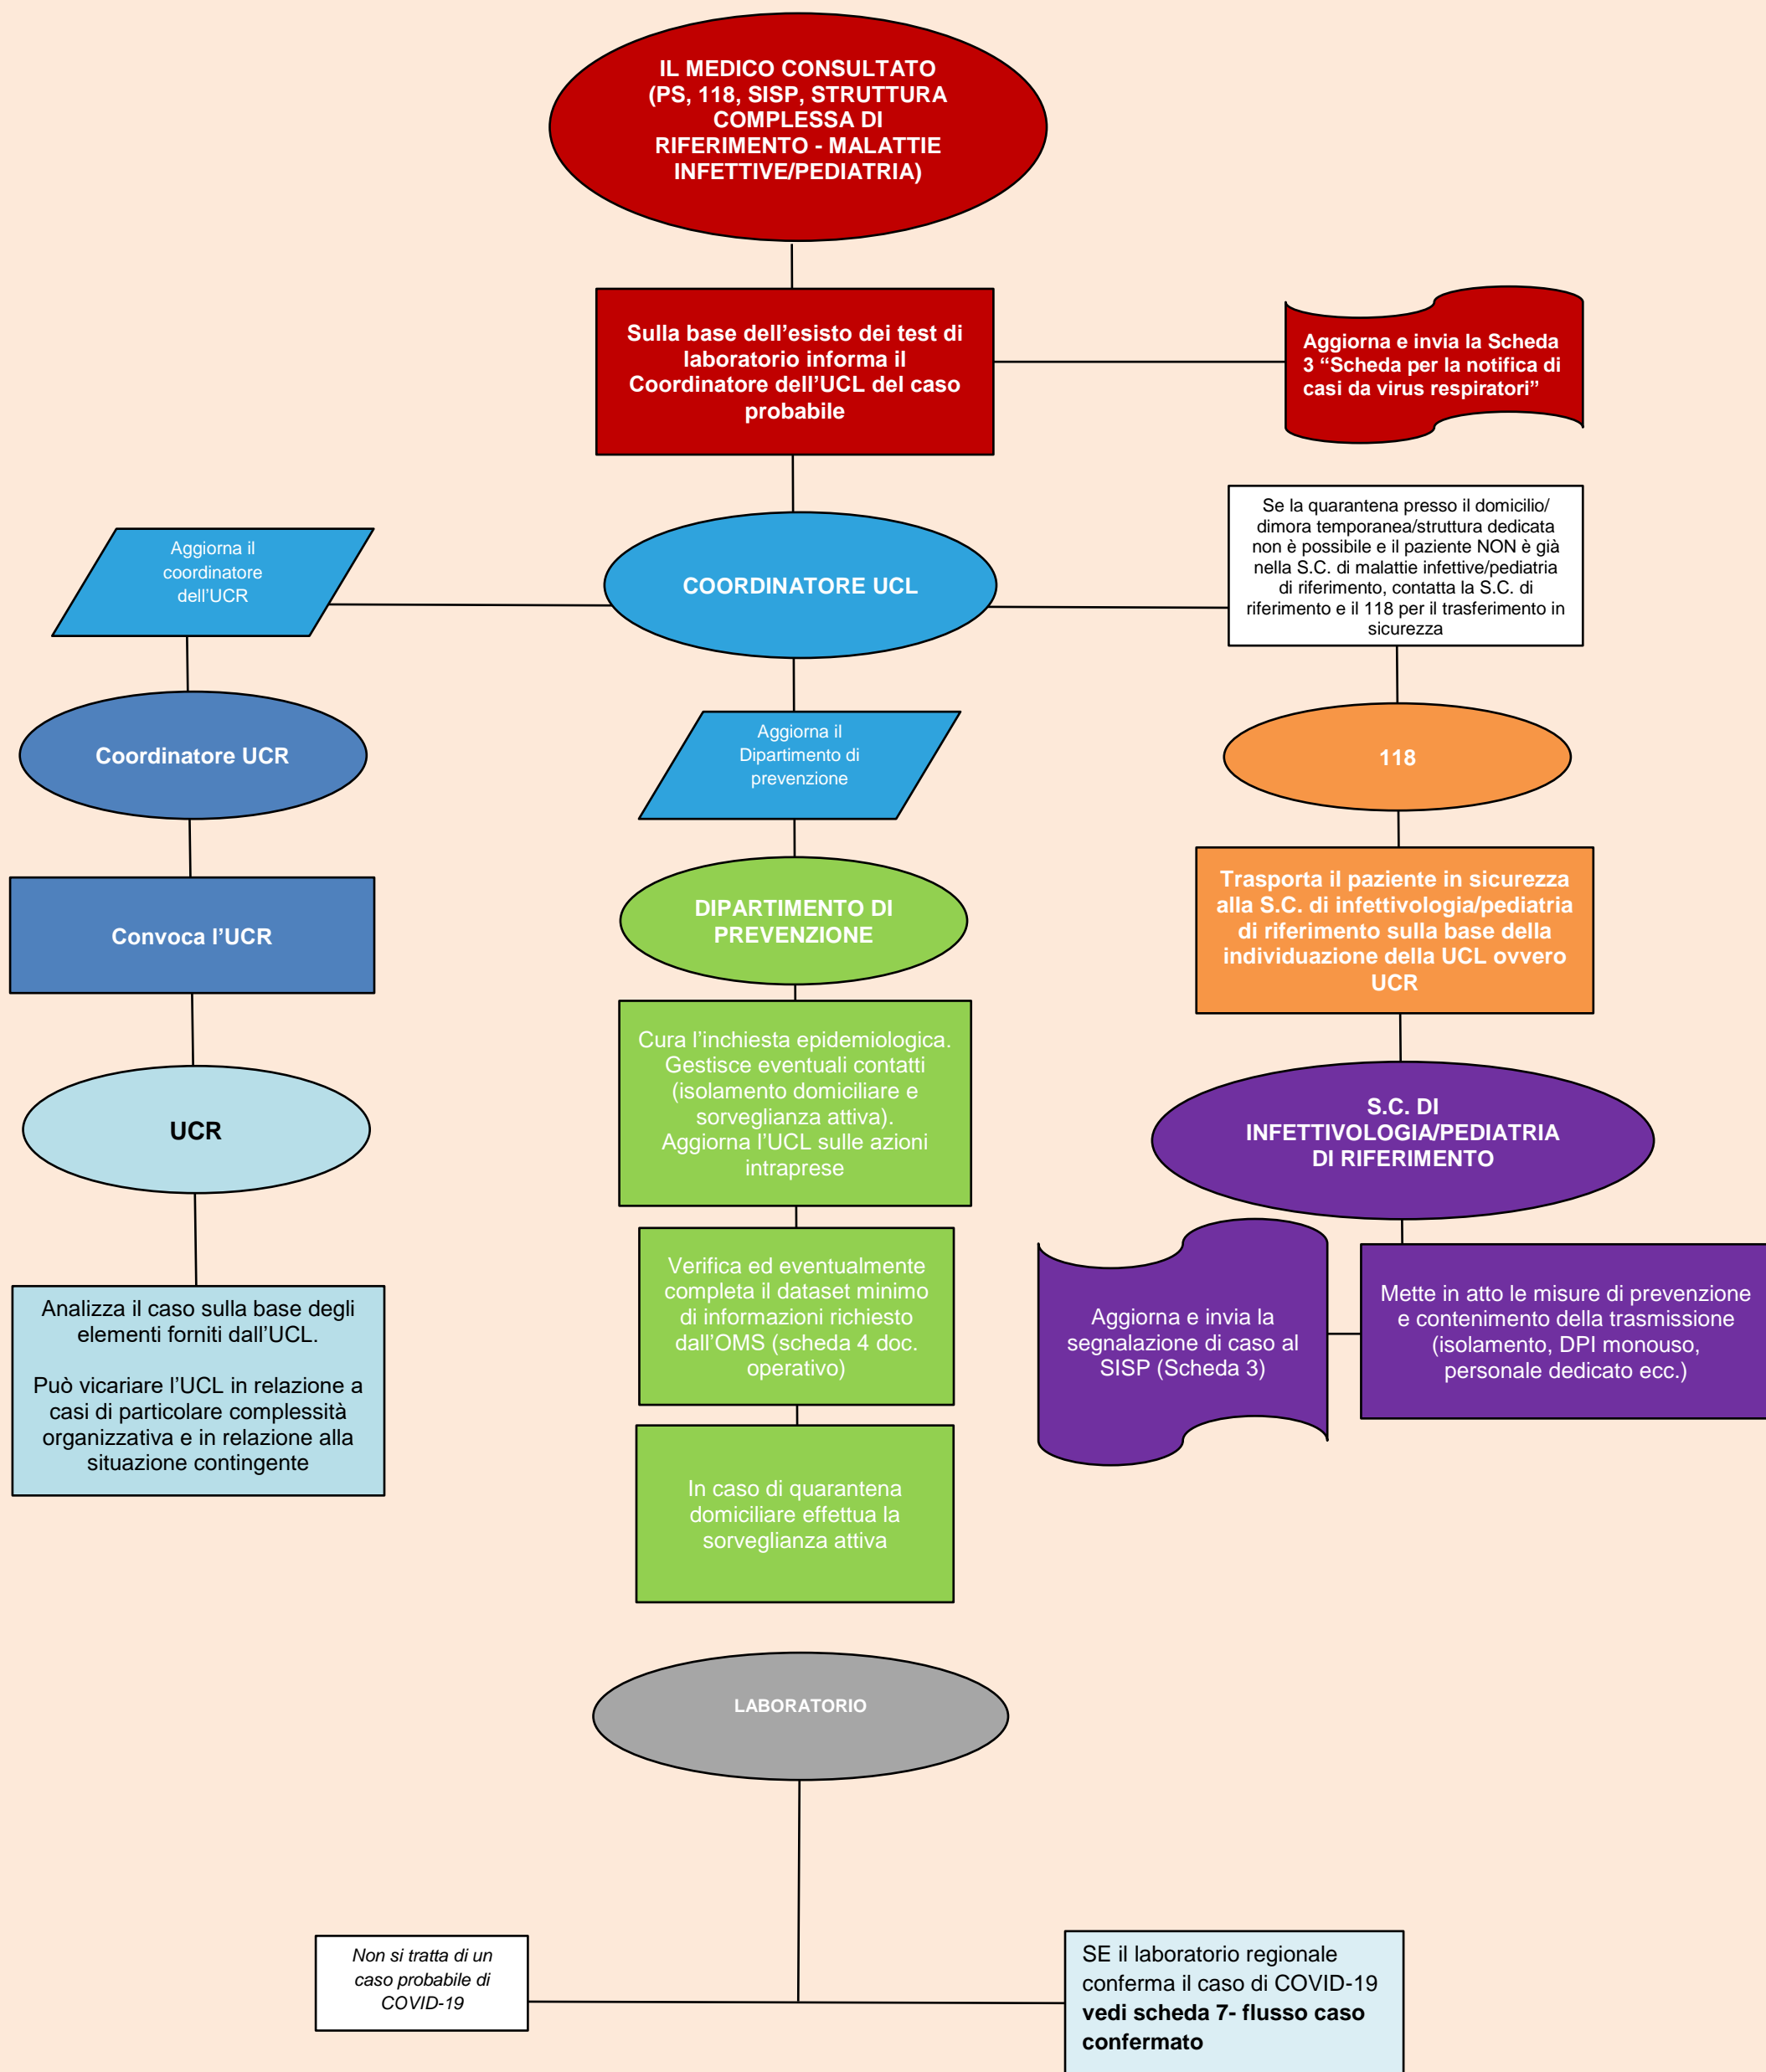 IL MEDICO CONSULTATO
(PS, 118, SISP, STRUTTURA
COMPLESSA DI
RIFERIMENTO - MALATTIE
INFETTIVE/PEDIATRIA)
Sulla base dell’esisto dei test di
laboratorio informa il
Coordinatore dell’UCL del caso
probabile
Aggiorna e invia la Scheda
3 “Scheda per la notifica di
casi da virus respiratori”
Aggiorna il
coordinatore
dell’UCR
COORDINATORE UCL
Se la quarantena presso il domicilio/
dimora temporanea/struttura dedicata
non è possibile e il paziente NON è già
nella S.C. di malattie infettive/pediatria
di riferimento, contatta la S.C. di
riferimento e il 118 per il trasferimento in
sicurezza
Coordinatore UCR
Aggiorna il
Dipartimento di
prevenzione
118
Convoca l’UCR
DIPARTIMENTO DI
PREVENZIONE
Trasporta il paziente in sicurezza
alla S.C. di infettivologia/pediatria
di riferimento sulla base della
individuazione della UCL ovvero
UCR
UCR
Cura l’inchiesta epidemiologica.
Gestisce eventuali contatti
(isolamento domiciliare e
sorveglianza attiva).
Aggiorna l’UCL sulle azioni
intraprese
S.C. DI
INFETTIVOLOGIA/PEDIATRIA
DI RIFERIMENTO
Analizza il caso sulla base degli
elementi forniti dall’UCL.
Può vicariare l’UCL in relazione a
casi di particolare complessità
organizzativa e in relazione alla
situazione contingente
Verifica ed eventualmente
completa il dataset minimo
di informazioni richiesto
dall’OMS (scheda 4 doc.
operativo)
Aggiorna e invia la
segnalazione di caso al
SISP (Scheda 3)
Mette in atto le misure di prevenzione
e contenimento della trasmissione
(isolamento, DPI monouso,
personale dedicato ecc.)
In caso di quarantena
domiciliare effettua la
sorveglianza attiva
LABORATORIO
Non si tratta di un
caso probabile di
COVID-19
SE il laboratorio regionale
conferma il caso di COVID-19
vedi scheda 7- flusso caso
confermato